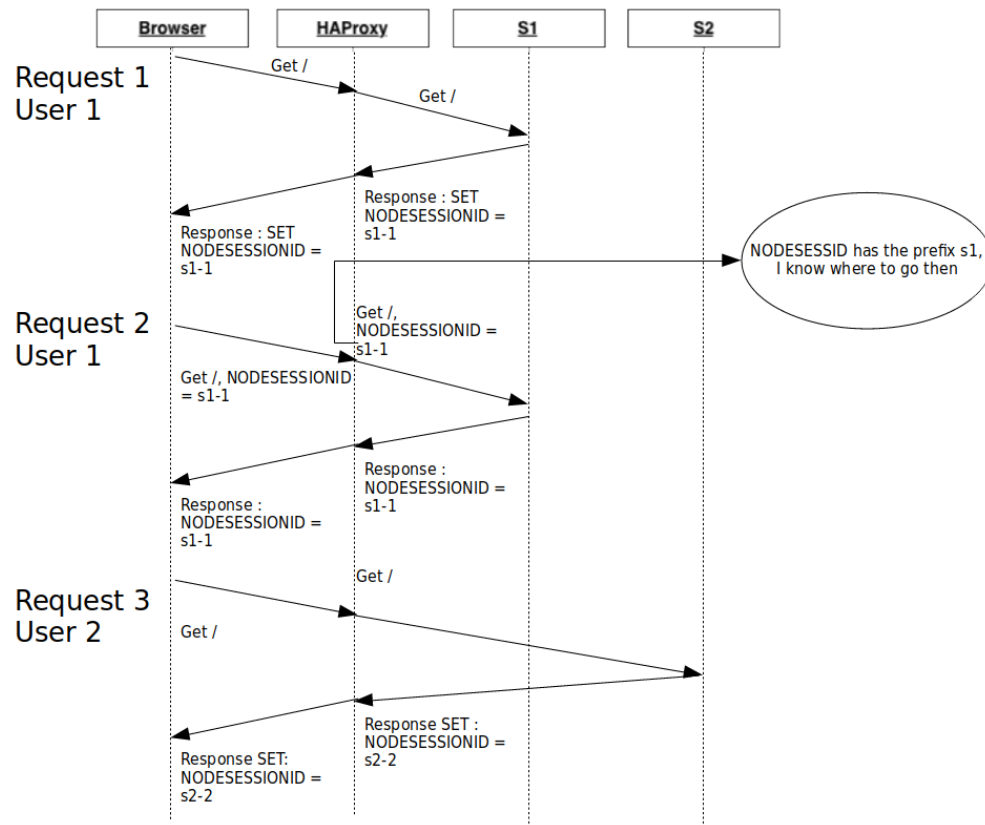 Browser
HAProxy
S1
S2
Request 1
User 1
Get /
Get /
Response : SET
NODESESSIONID =
s1-1
Response : SET
NODESESSIONID =
s1-1
NODESESSID has the prefix s1,
I know where to go then
Request 2
User 1
Get /,
NODESESSIONID =
s1-1
Get /, NODESESSIONID
= s1-1
Response :
NODESESSIONID =
s1-1
Response :
NODESESSIONID =
s1-1
Request 3
User 2
Get /
Get /
Response SET :
NODESESSIONID =
s2-2
Response SET:
NODESESSIONID =
s2-2